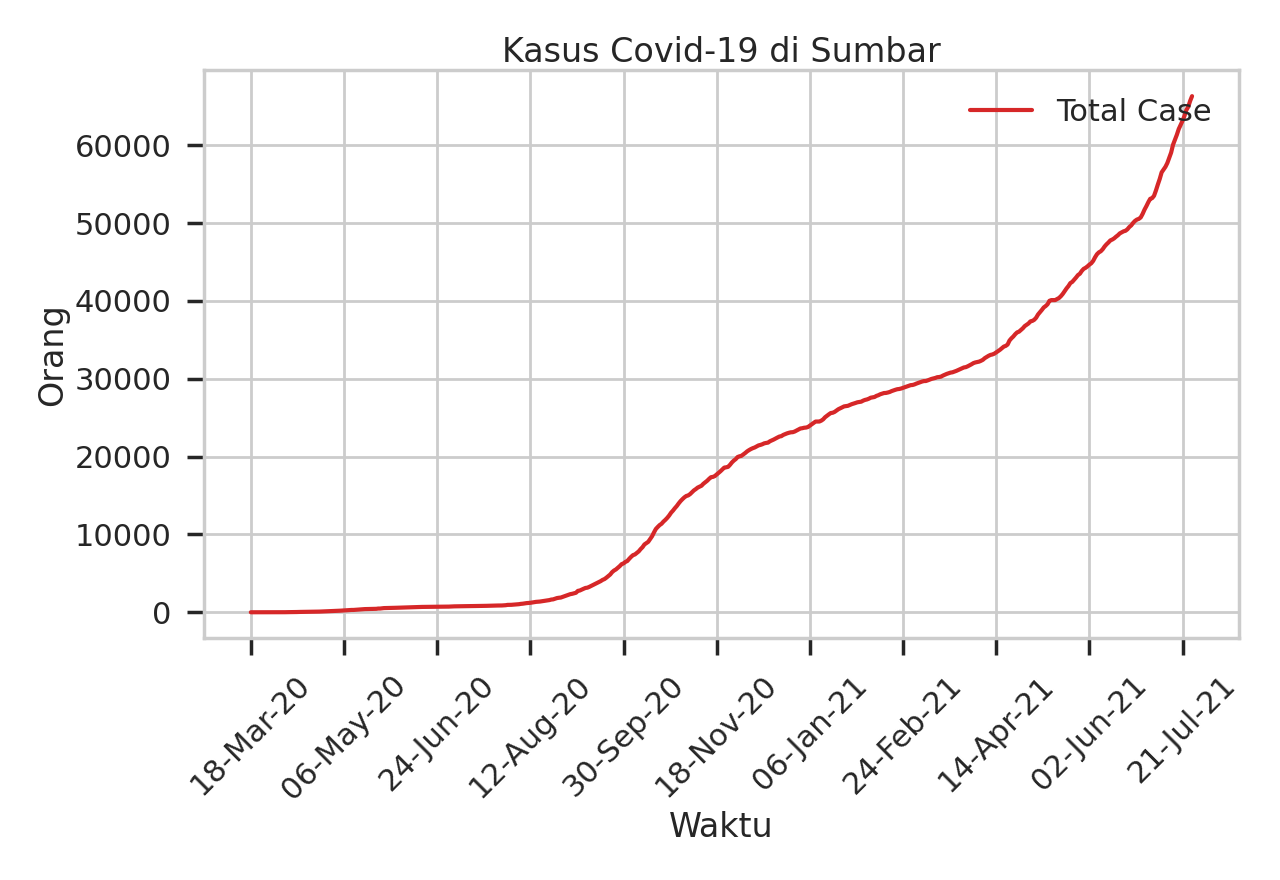 Kasus Covid-19 di Sumbar
Total Case
Orang
60000
50000
40000
30000
20000
10000
0
18-Mar-20
06-May-20
24-Jun-20
12-Aug-20
30-Sep-20
18-Nov-20
06-Jan-21
24-Feb-21
14-Apr-21
02-Jun-21
21-Jul-21
Waktu